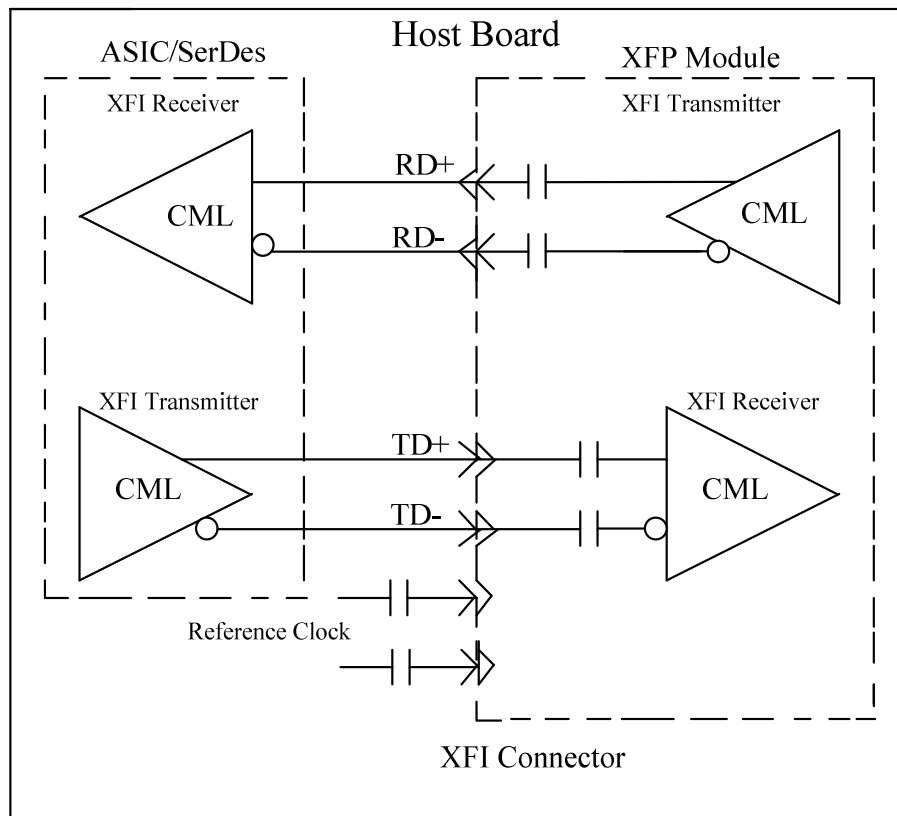 Host Board
ASIC/SerDes
XFP Module
XFI Receiver
XFI Transmitter
RD+
CML
CML
RD-
XFI Transmitter
XFI Receiver
TD+
CML
CML
TD-
Reference Clock
XFI Connector